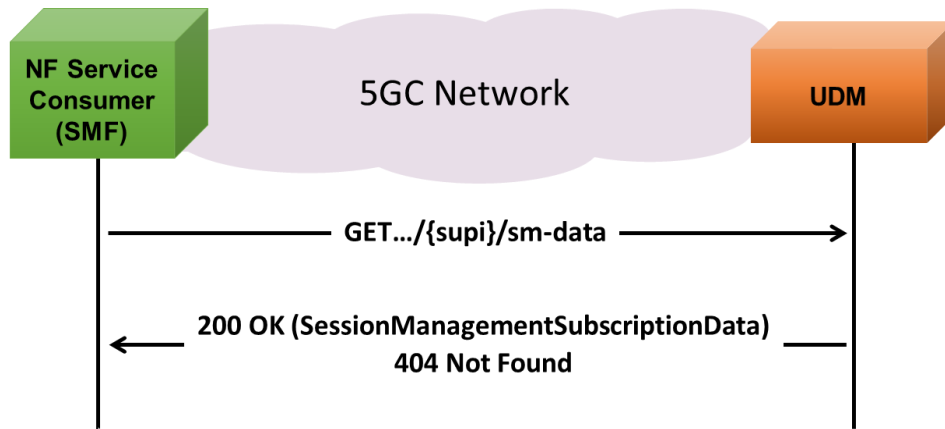 NF Service
Consumer
(SMF)
5GC Network
UDM
GET…/{supi}/sm-data
200 OK (SessionManagementSubscriptionData)
404 Not Found